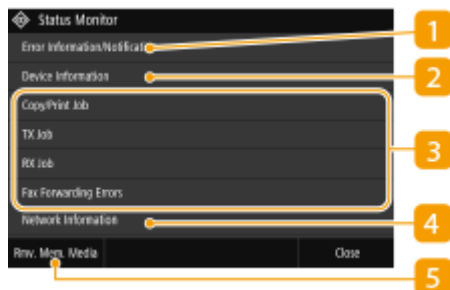 Status Monitor
1
Error Information/Notificati
Device Information
2
Copy/Print Job
TX Job
3
RX Job
Fax Forwarding Errors
Network Information
4
Rmv. Mem. Media
Close
5